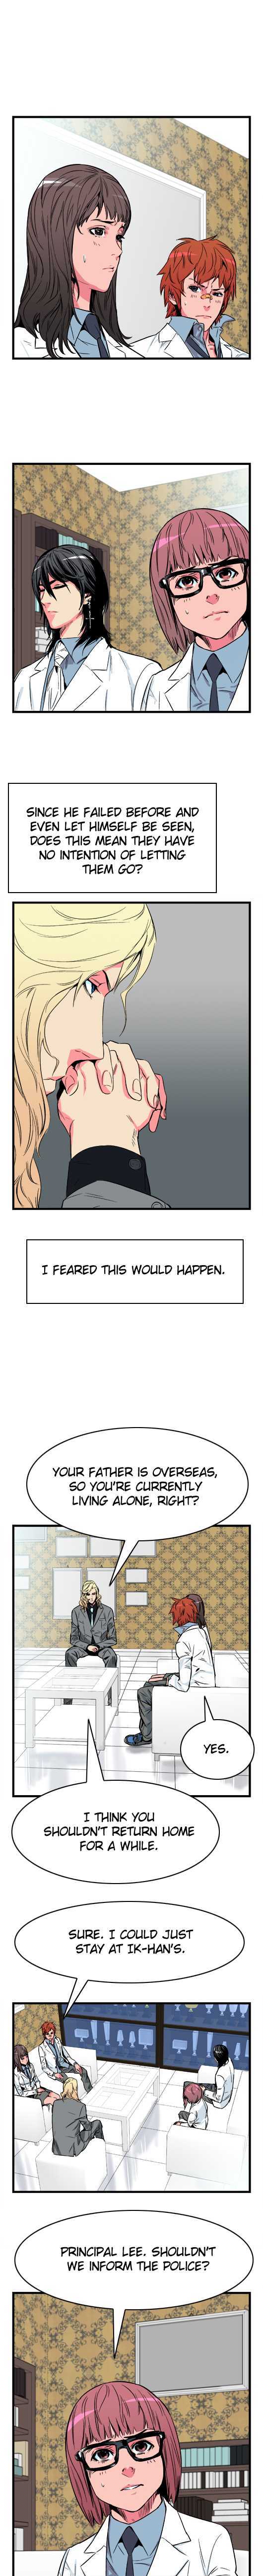 SINCE HE FAILED BEFORE AND
EVEN LET HIMSELF BE SEEN,
DOES THIS MEAN THEY HAVE
NO INTENTION OF LETTING
THEM GO?
I FEARED THIS WOULD HAPPEN.
YOUR FATHER IS OVERSEAS,
SO YOU'RE CURRENTLY
LIVING ALONE, RIGHT?
YES.
I THINK YOU
SHOULDN'T RETURN HOME
FOR A WHILE.
SURE. I COULD JUST
STAY AT IK-HAN'S.
PRINCIPAL LEE. SHOULDN'T
WE INFORM THE POLICE?